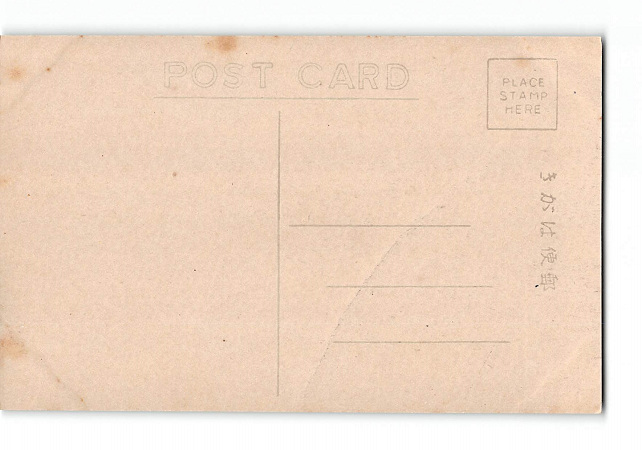 POST CARD
PLACE
STAMP
HERE
きがは便郵